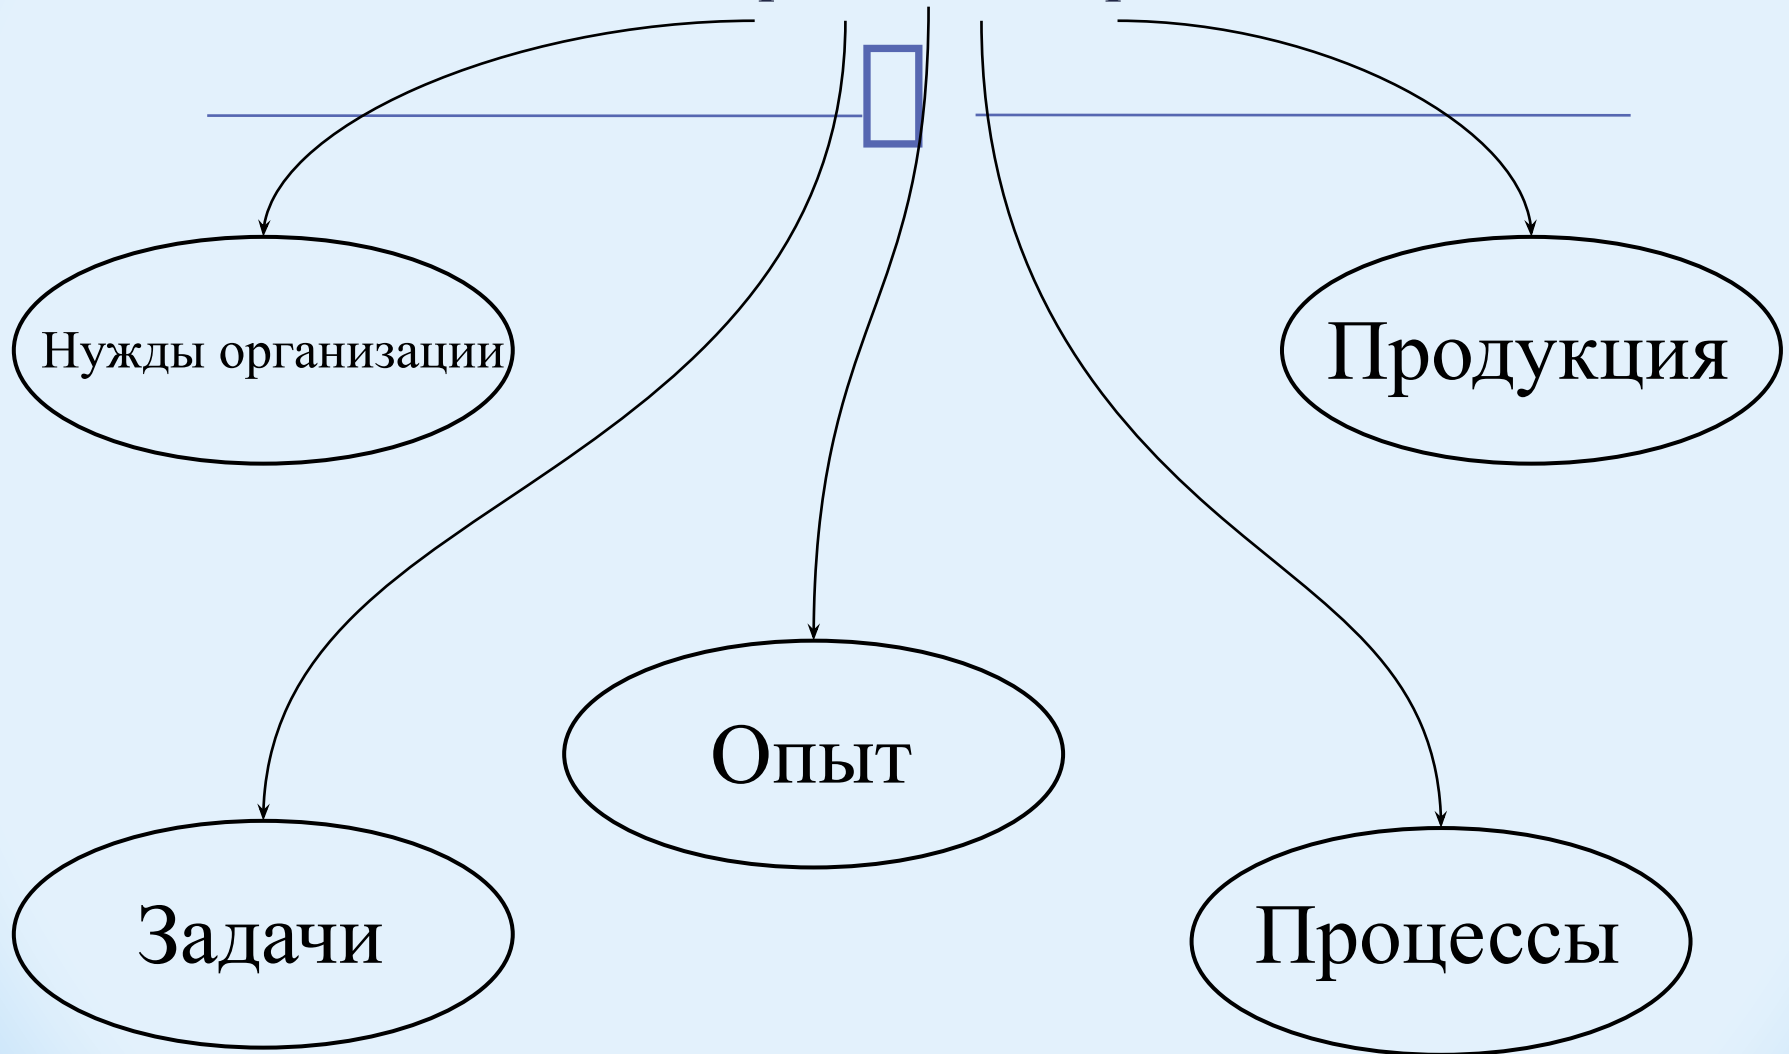 Нужды организации
Продукция
Опыт
Задачи
Процессы